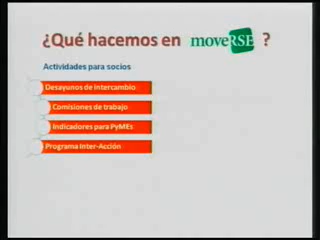 ¿Qué hacemos en moveRSE ?
Actividades para socios
Desayunos de intercambio
Comisiones de trabajo
Indicadores para PyMEs
Programa Inter-Acción